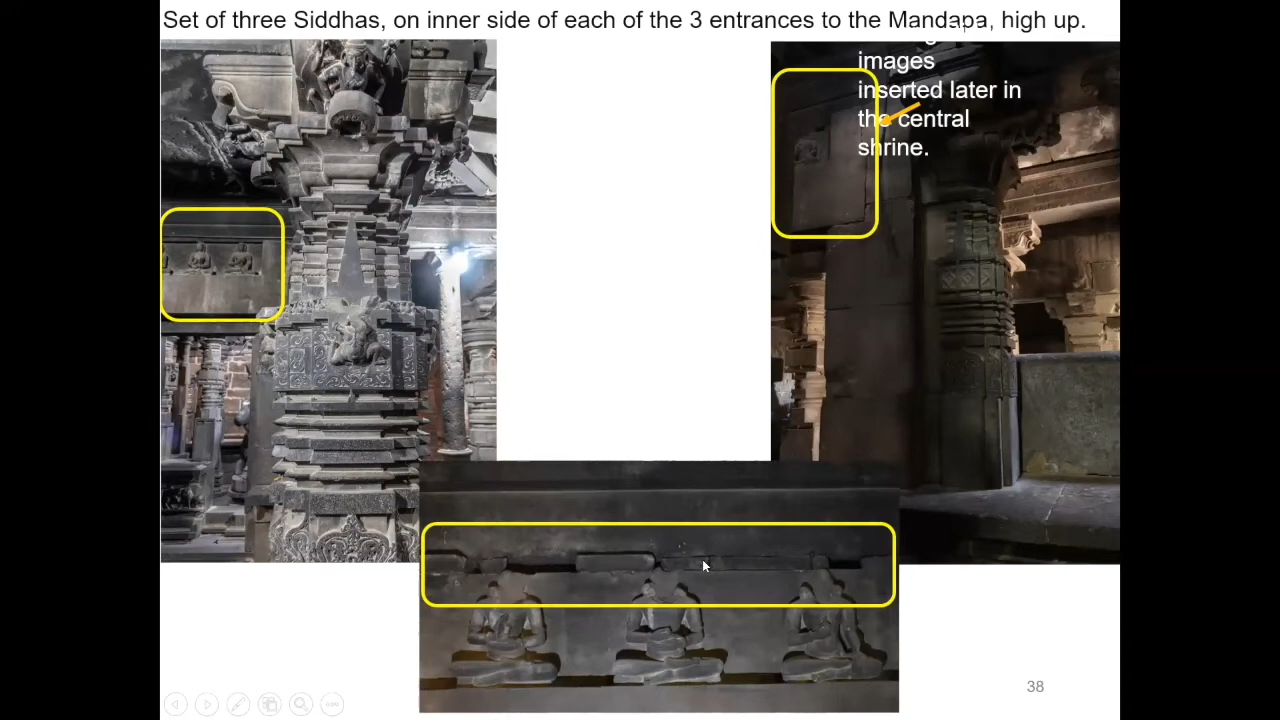 Set of three Siddhas, on inner side of each of the 3 entrances to the Mandapa, high up.
images
inserted later in
the central
shrine.
38